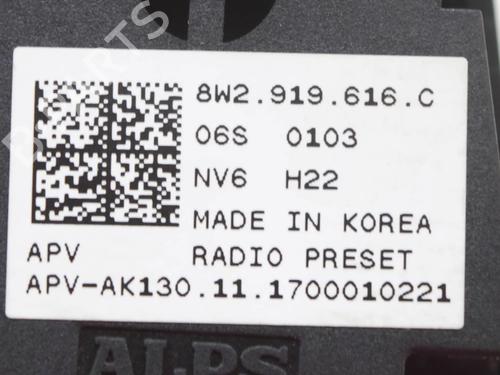 8W2.919.616.C
06S 0103
NV6 H22
MADE IN KOREA
APV RADIO PRESET
APV-AK130.11.1700010221
ALPS